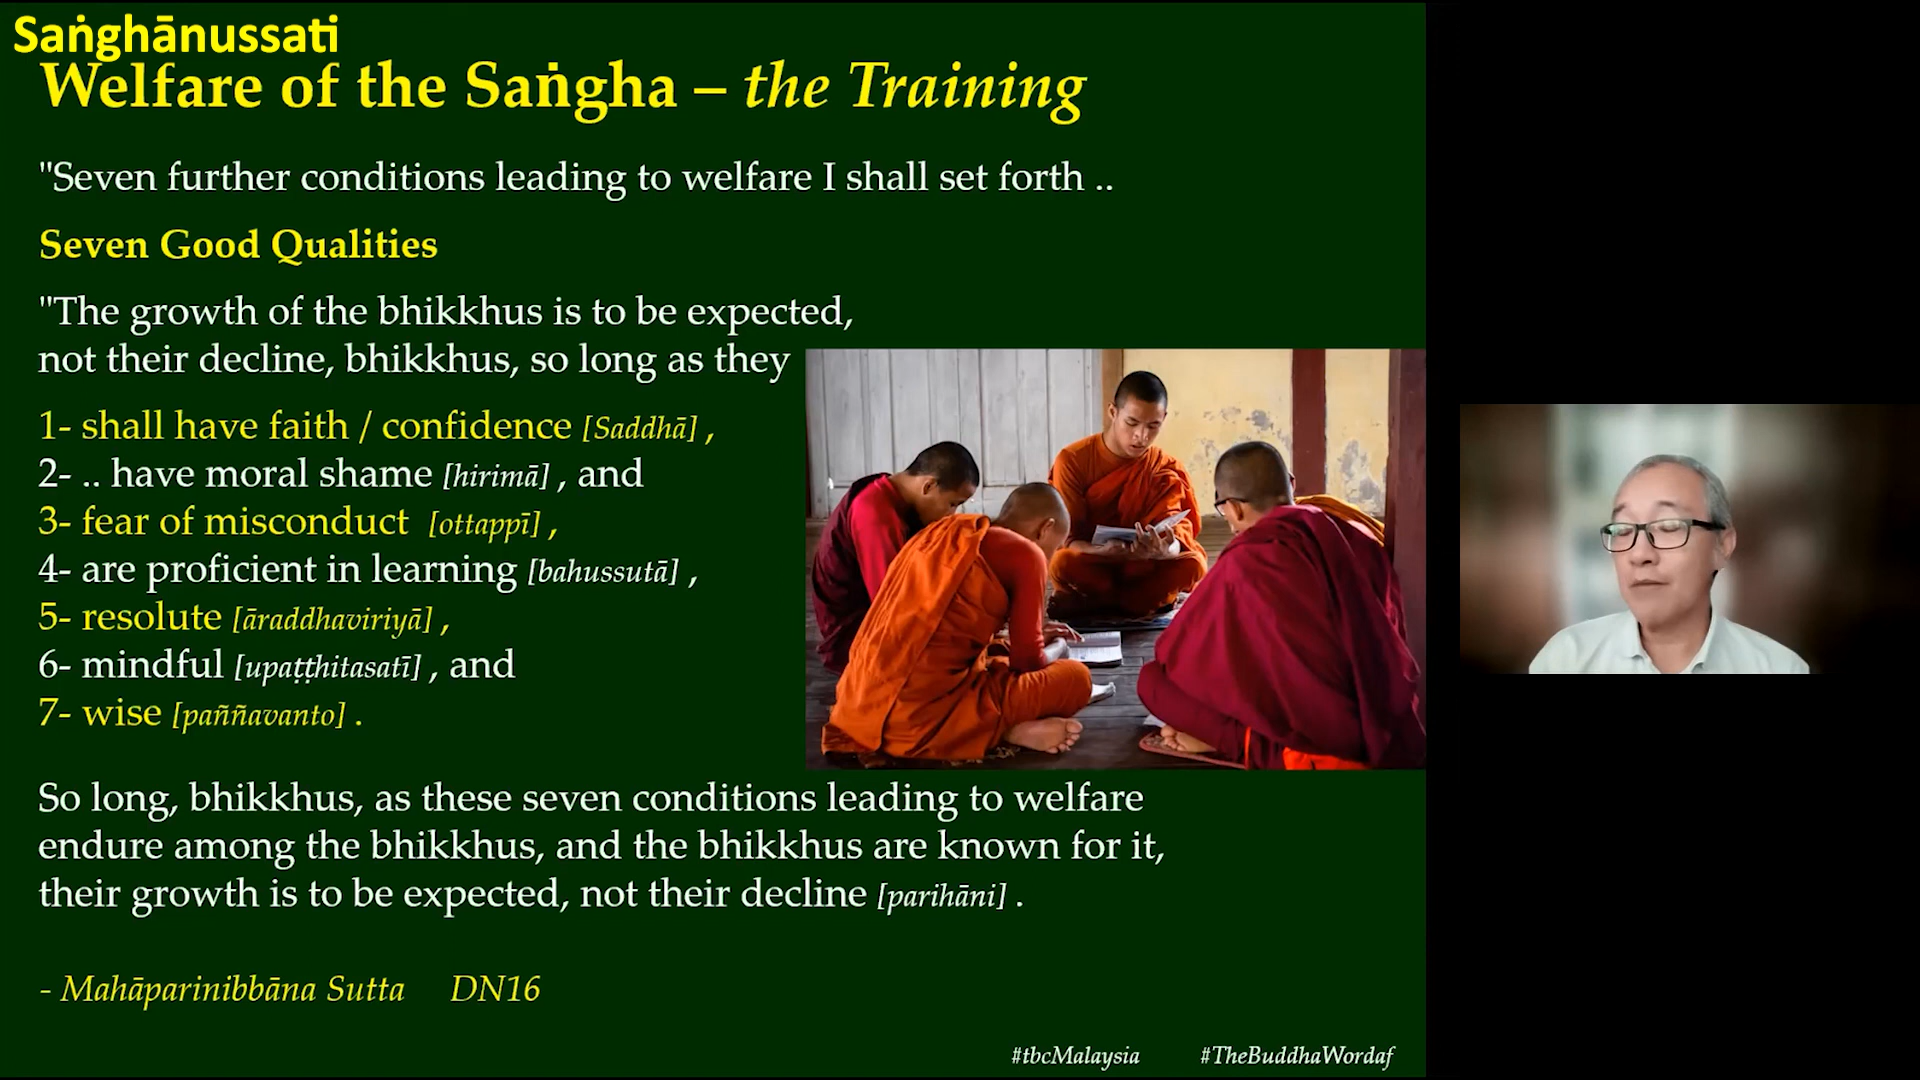 Saṅghānussati
Welfare of the Saṅgha – the Training
"Seven further conditions leading to welfare I shall set forth ..
Seven Good Qualities
"The growth of the bhikkhus is to be expected,
not their decline, bhikkhus, so long as they
1- shall have faith / confidence [Saddhā] ,
2- .. have moral shame [hirimā] , and
3- fear of misconduct [ottappī] ,
4- are proficient in learning [bahussutā] ,
5- resolute [āraddhaviriyā] ,
6- mindful [upaṭṭhitasatī] , and
7- wise [paññavanto] .
So long, bhikkhus, as these seven conditions leading to welfare
endure among the bhikkhus, and the bhikkhus are known for it,
their growth is to be expected, not their decline [parihāni] .
- Mahāparinibbāna Sutta DN16
#tbcMalaysia #TheBuddhaWordaf